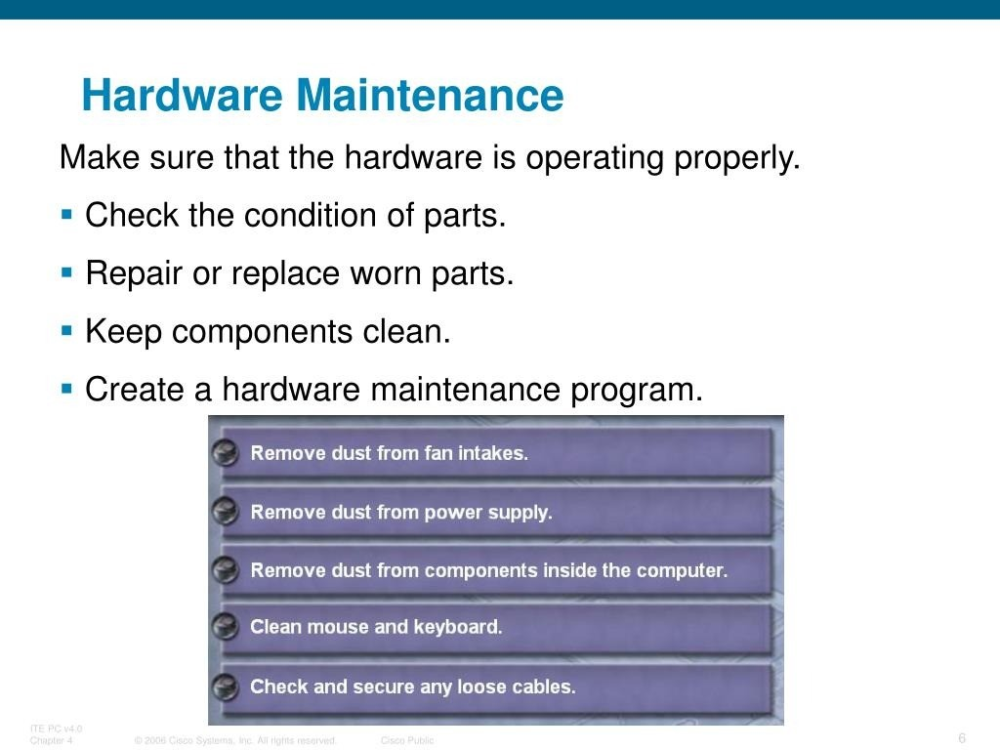 Hardware Maintenance
Make sure that the hardware is operating properly.
Check the condition of parts.
Repair or replace worn parts.
Keep components clean.
Create a hardware maintenance program.
Remove dust from fan intakes.
Remove dust from power supply.
Remove dust from components inside the computer.
Clean mouse and keyboard.
Check and secure any loose cables.
ITE PC v4.0
Chapter 4
© 2006 Cisco Systems, Inc. All rights reserved.
Cisco Public
6